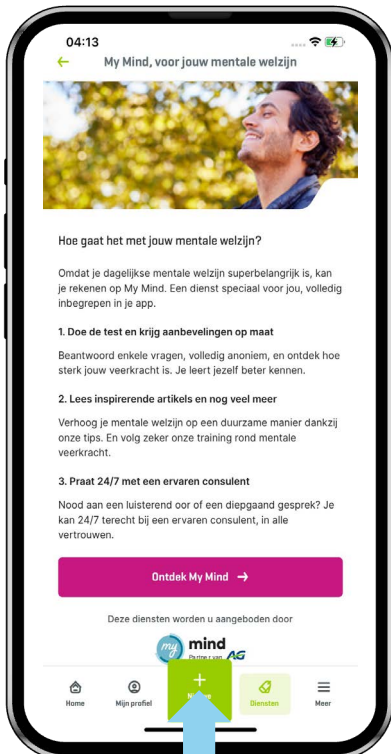 04:13
My Mind, voor jouw mentale welzijn
Hoe gaat het met jouw mentale welzijn?
Omdat je dagelijkse mentale welzijn superbelangrijk is, kan
je rekenen op My Mind. Een dienst speciaal voor jou, volledig
inbegrepen in je app.
1. Doe de test en krijg aanbevelingen op maat
Beantwoord enkele vragen, volledig anoniem, en ontdek hoe
sterk jouw veerkracht is. Je leert jezelf beter kennen.
2. Lees inspirerende artikels en nog veel meer
Verhoog je mentale welzijn op een duurzame manier dankzij
onze tips. En volg zeker onze training rond mentale
veerkracht.
3. Praat 24/7 met een ervaren consulent
Nood aan een luisterend oor of een diepgaand gesprek? Je
kan 24/7 terecht bij een ervaren consulent, in alle
vertrouwen.
Ontdek My Mind →
Deze diensten worden u aangeboden door
my mind
Partner van AG
Home Mijn profiel Diensten Meer